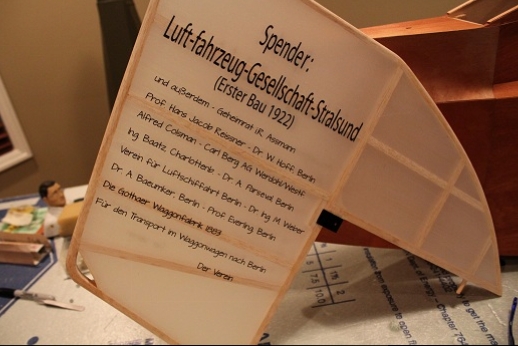 Spender:
Luft-fahrzeug-Gesellschaft-Stralsund
(Erster Bau 1922)
und außerdem - Geheimrat i.R. Assmann
Prof. Hans Jacob Reissner - Dr W. Hoff: Berlin
Alfred Colsman - Carl Berg AG Werdohl/Westf.
Ing Baatz Charlottenb - Dr. A. Berlin
Verein für Luftschiffahrt Berlin - Dr Ing M. Weber
Dr. A. Baeumker: Berlin - Prof Everling Berlin
Die Gothaer Waggonfabrik 1883
Für den Transport im Waggonwagen nach Berlin
Der Verein